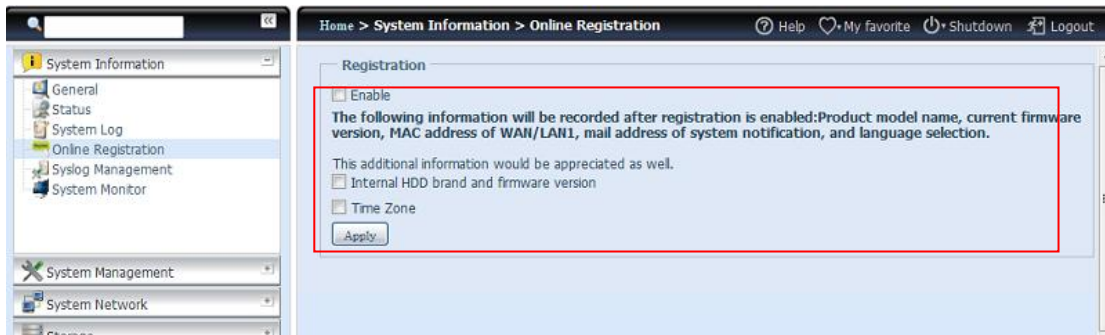 Home > System Information > Online Registration
Help My favorite Shutdown Logout
System Information
General
Status
System Log
Online Registration
Syslog Management
System Monitor
System Management
System Network
Storage
Registration
Enable
The following information will be recorded after registration is enabled:Product model name, current firmware
version, MAC address of WAN/LAN1, mail address of system notification, and language selection.
This additional information would be appreciated as well.
Internal HDD brand and firmware version
Time Zone
Apply